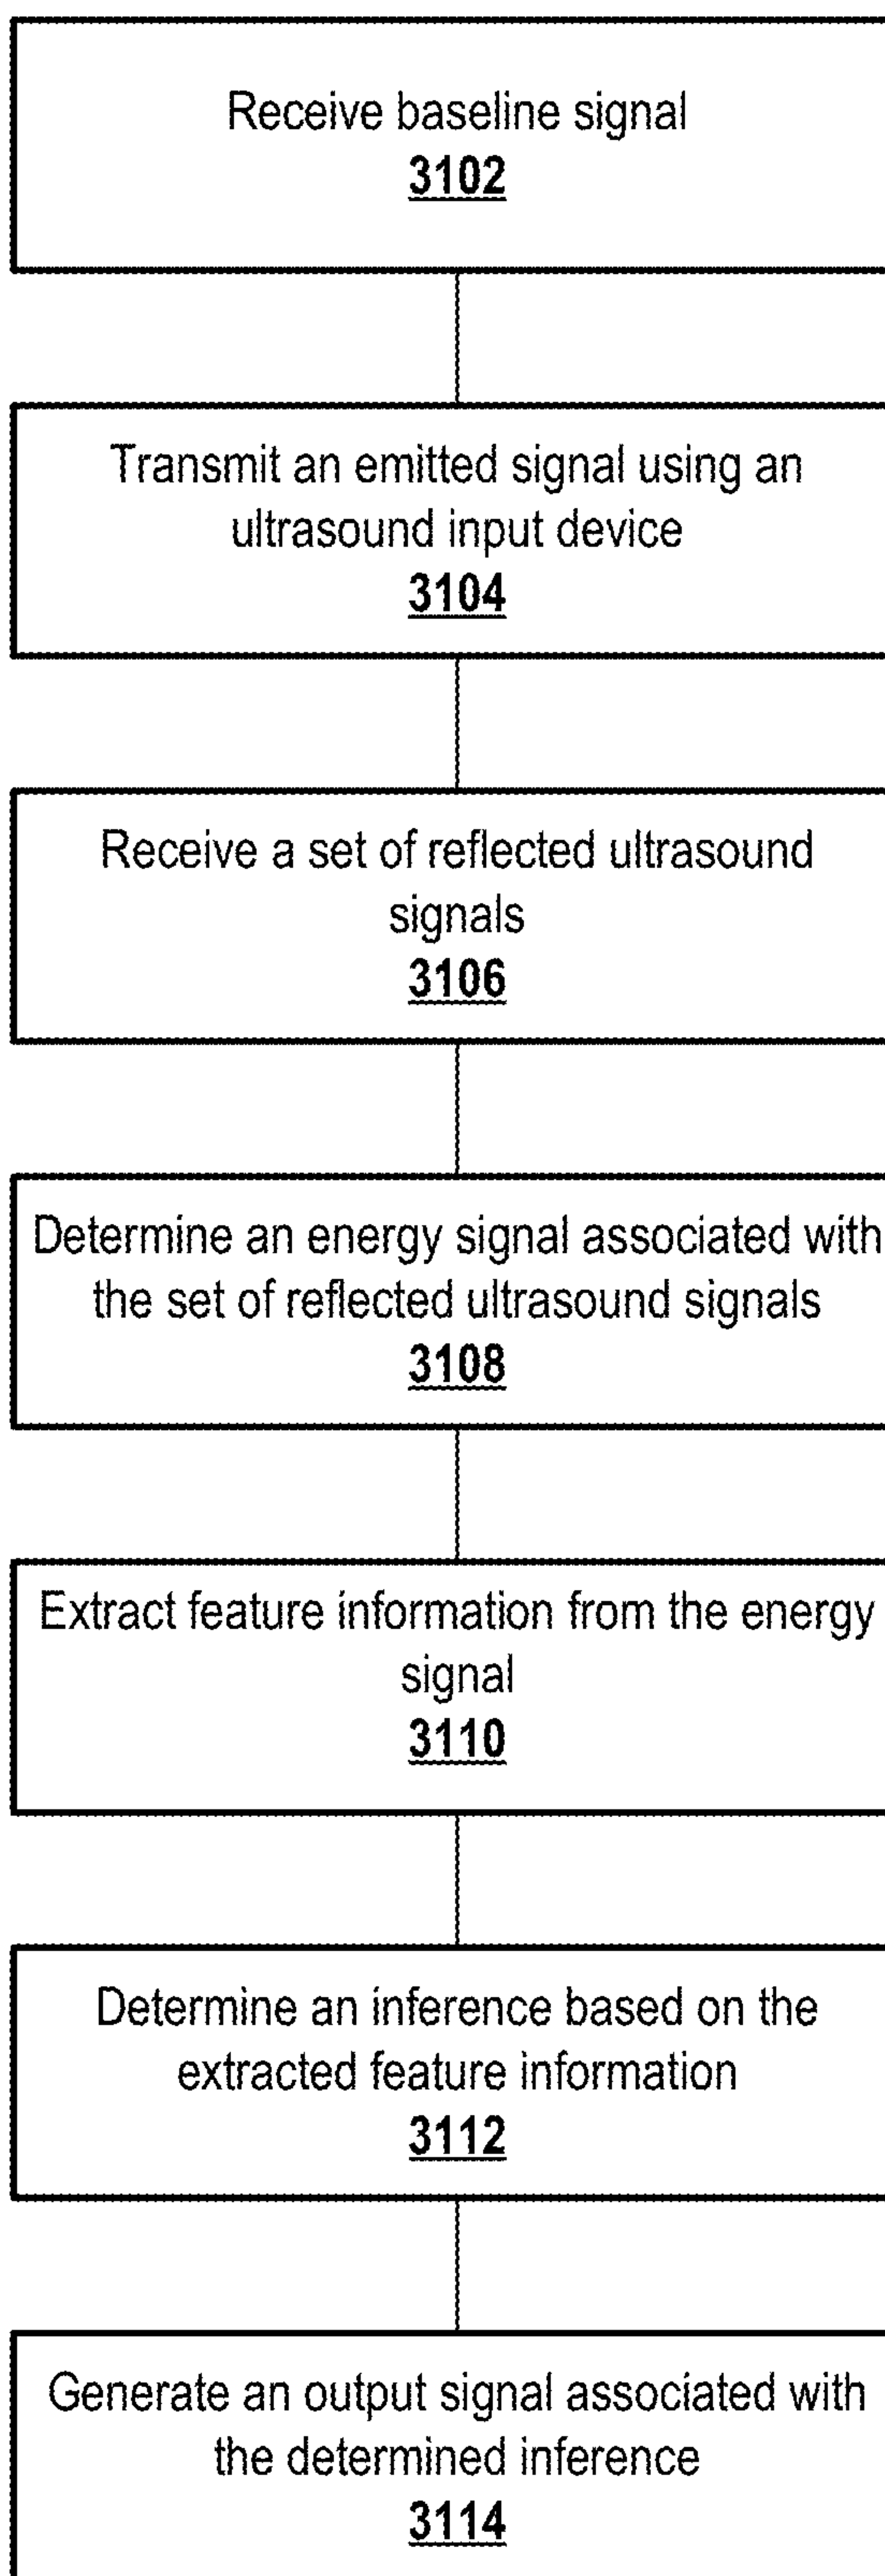 Receive baseline signal
3102
Transmit an emitted signal using an
ultrasound input device
3104
Receive a set of reflected ultrasound
signals
3106
Determine an energy signal associated with
the set of reflected ultrasound signals
3108
Extract feature information from the energy
signal
3110
Determine an inference based on the
extracted feature information
3112
Generate an output signal associated with
the determined inference
3114